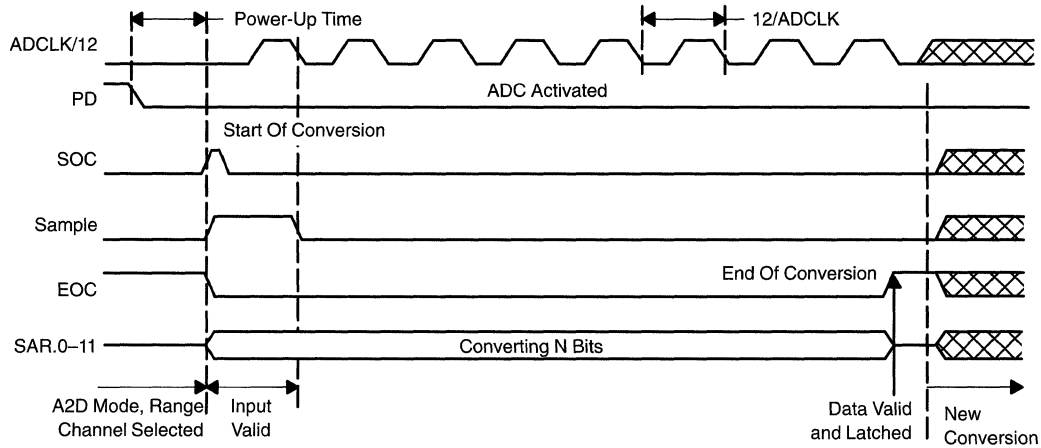 Power-Up Time
12/ADCLK
ADCLK/12
PD
ADC Activated
Start Of Conversion
SOC
Sample
End Of Conversion
EOC
SAR.0–11
Converting N Bits
A2D Mode, Range
Channel Selected
Input
Valid
Data Valid
and Latched
New
Conversion